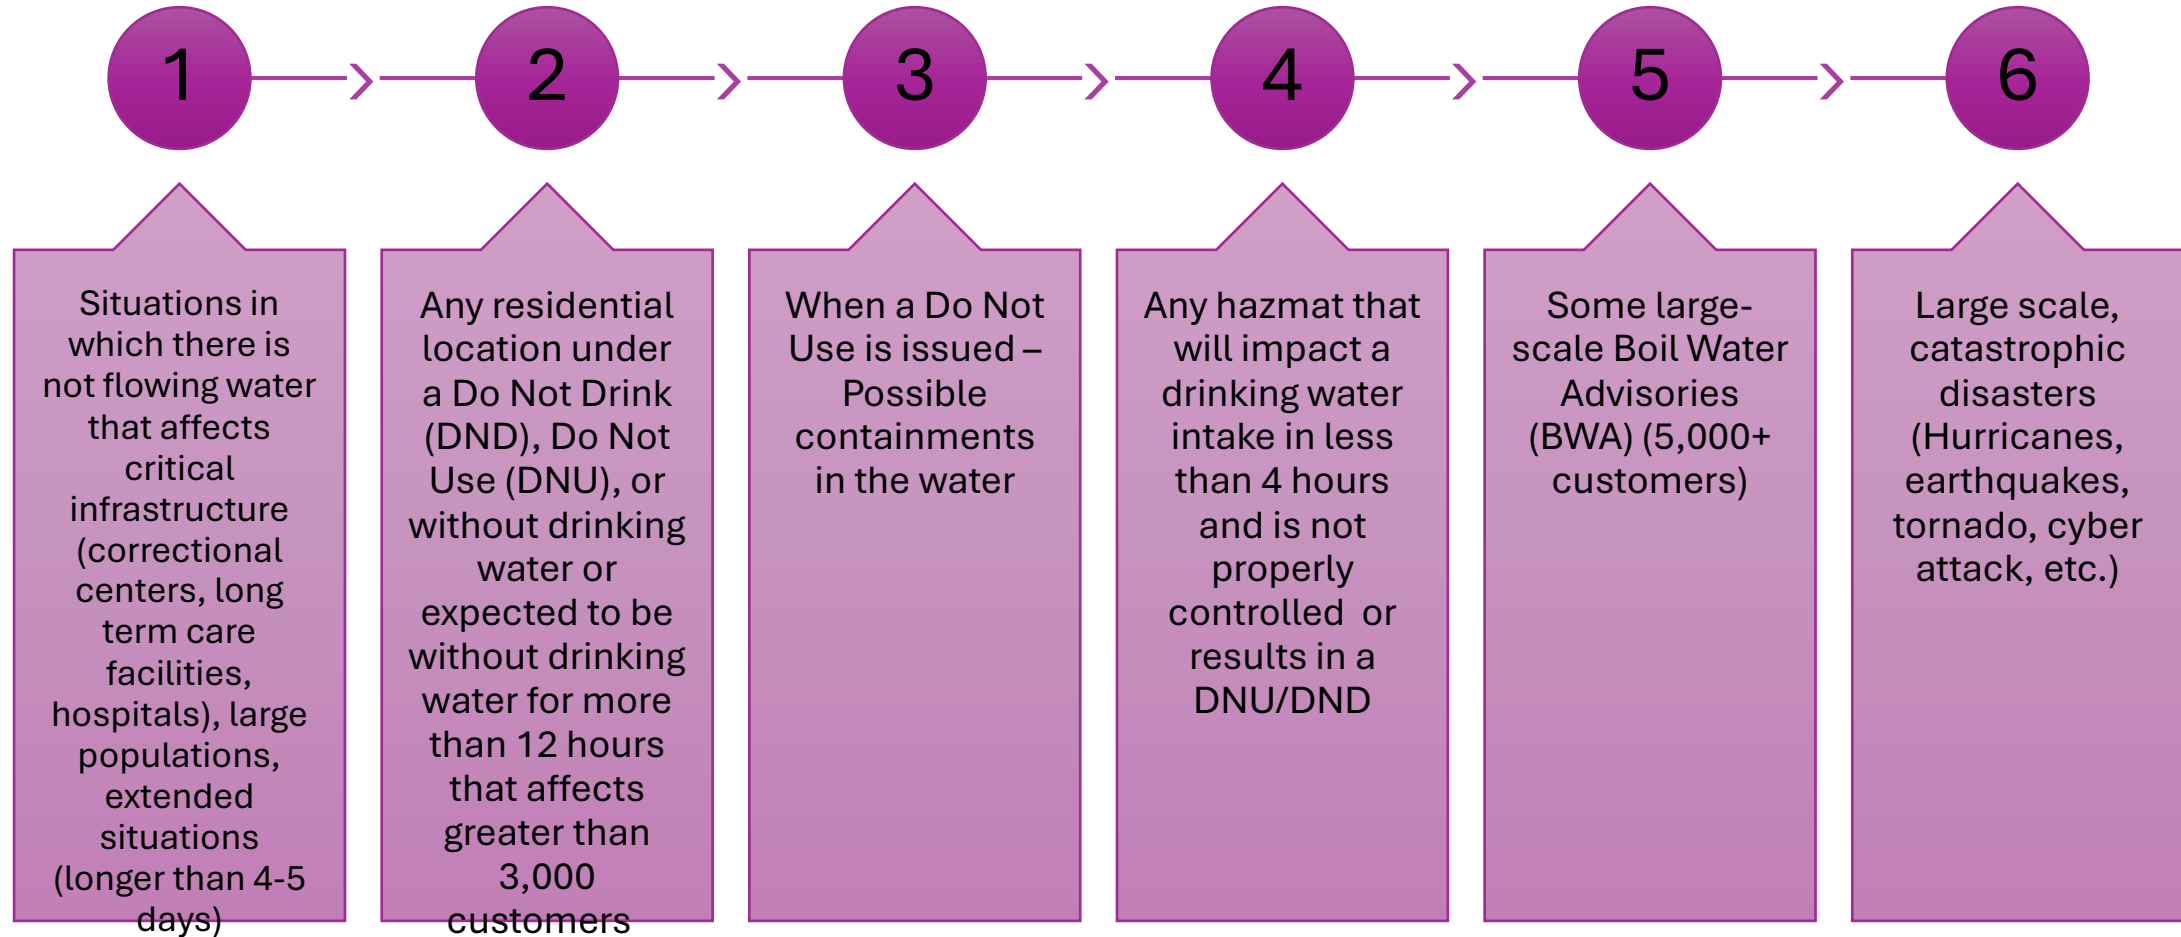 1
2
3
4
5
6
Situations in
which there is
not flowing water
that affects
critical
infrastructure
(correctional
centers, long
term care
facilities,
hospitals), large
populations,
extended
situations
(longer than 4-5
days)
Any residential
location under
a Do Not Drink
(DND), Do Not
Use (DNU), or
without drinking
water or
expected to be
without drinking
water for more
than 12 hours
that affects
greater than
3,000
customers
When a Do Not
Use is issued –
Possible
containments
in the water
Any hazmat that
will impact a
drinking water
intake in less
than 4 hours
and is not
properly
controlled  or
results in a
DNU/DND
Some large-
scale Boil Water
Advisories
(BWA) (5,000+
customers)
Large scale,
catastrophic
disasters
(Hurricanes,
earthquakes,
tornado, cyber
attack, etc.)